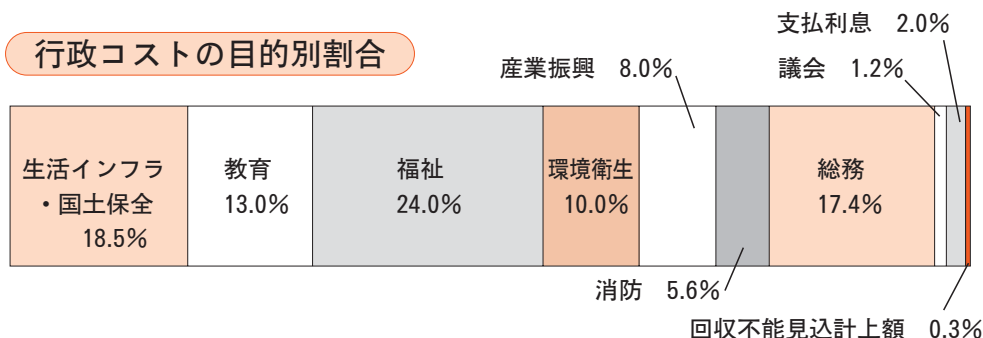 行政コストの目的別割合
支払利息 2.0%
産業振興 8.0%
議会 1.2%
生活インフラ
・国土保全
18.5%
教育
13.0%
福祉
24.0%
環境衛生
10.0%
総務
17.4%
消防 5.6%
回収不能見込計上額 0.3%